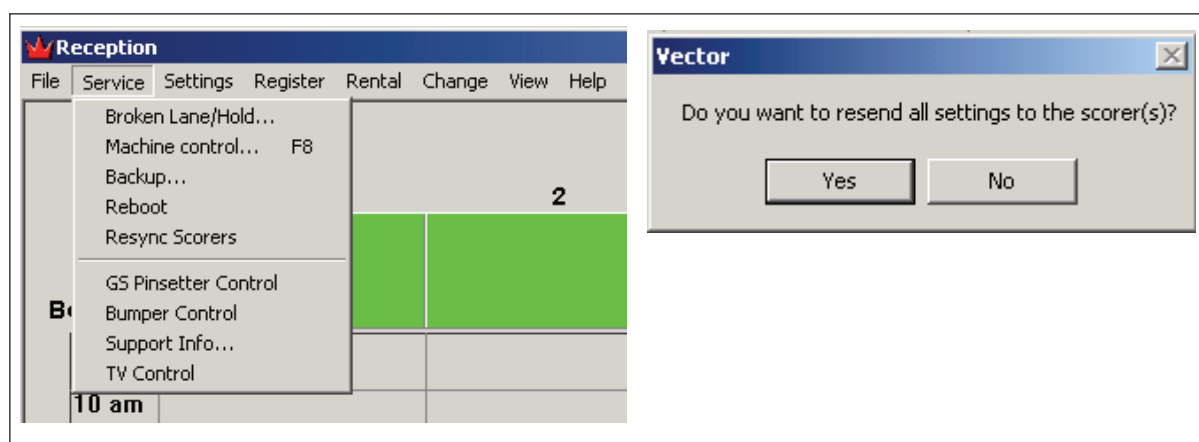 Reception
File Service Settings Register Rental Change View Help
Broken Lane/Hold...
Machine control... F8
Backup...
Reboot
Resync Scorers
GS Pinsetter Control
Bumper Control
Support Info...
TV Control
2
10 am
Vector
Do you want to resend all settings to the scorer(s)?
Yes No